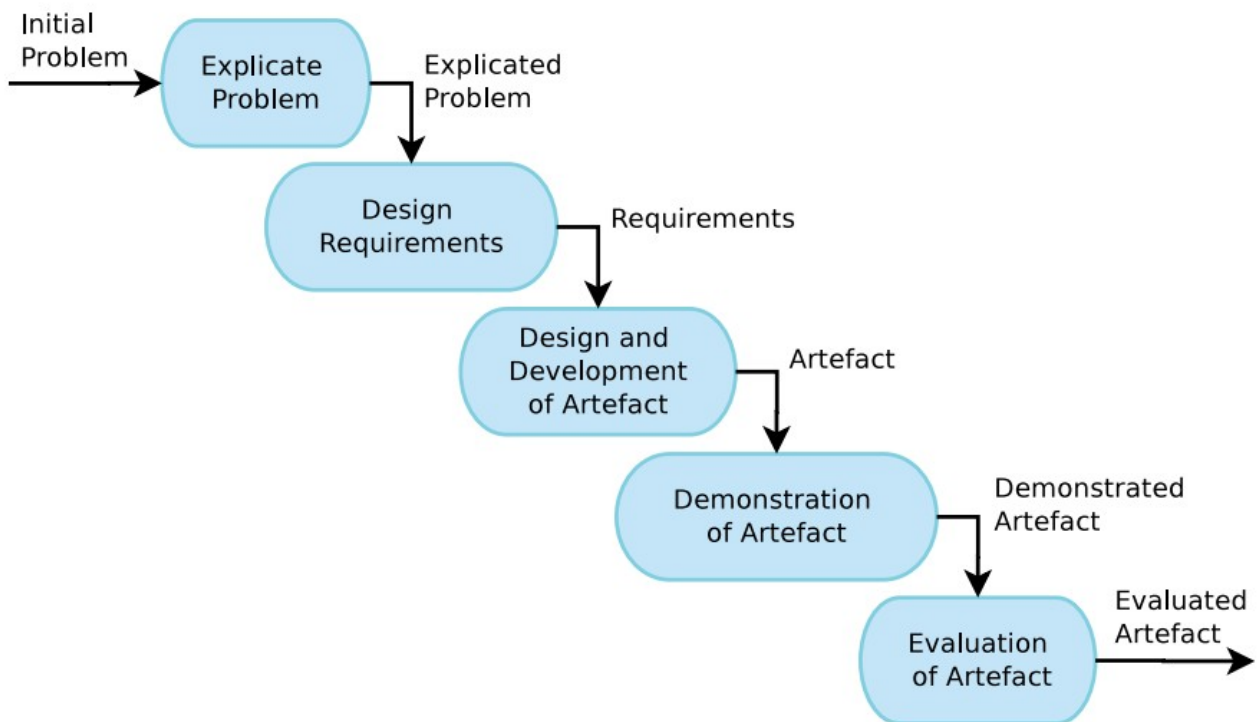 Initial
Problem
Explicate
Problem
Explicated
Problem
Design
Requirements
Requirements
Design and
Development
of Artefact
Artefact
Demonstration
of Artefact
Demonstrated
Artefact
Evaluation
of Artefact
Evaluated
Artefact